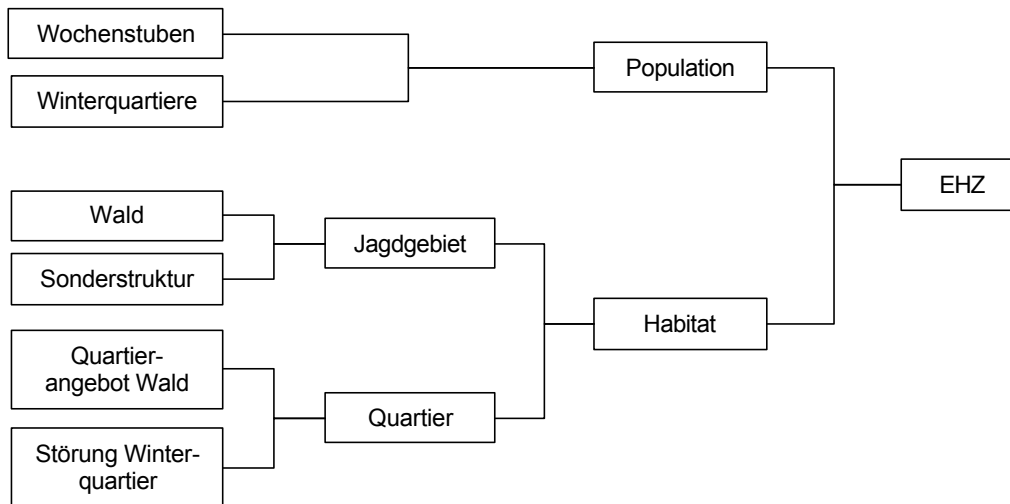 Wochenstuben
Winterquartiere
Population
EHZ
Wald
Sonderstruktur
Jagdgebiet
Habitat
Quartier-
angebot Wald
Störung Winter-
quartier
Quartier